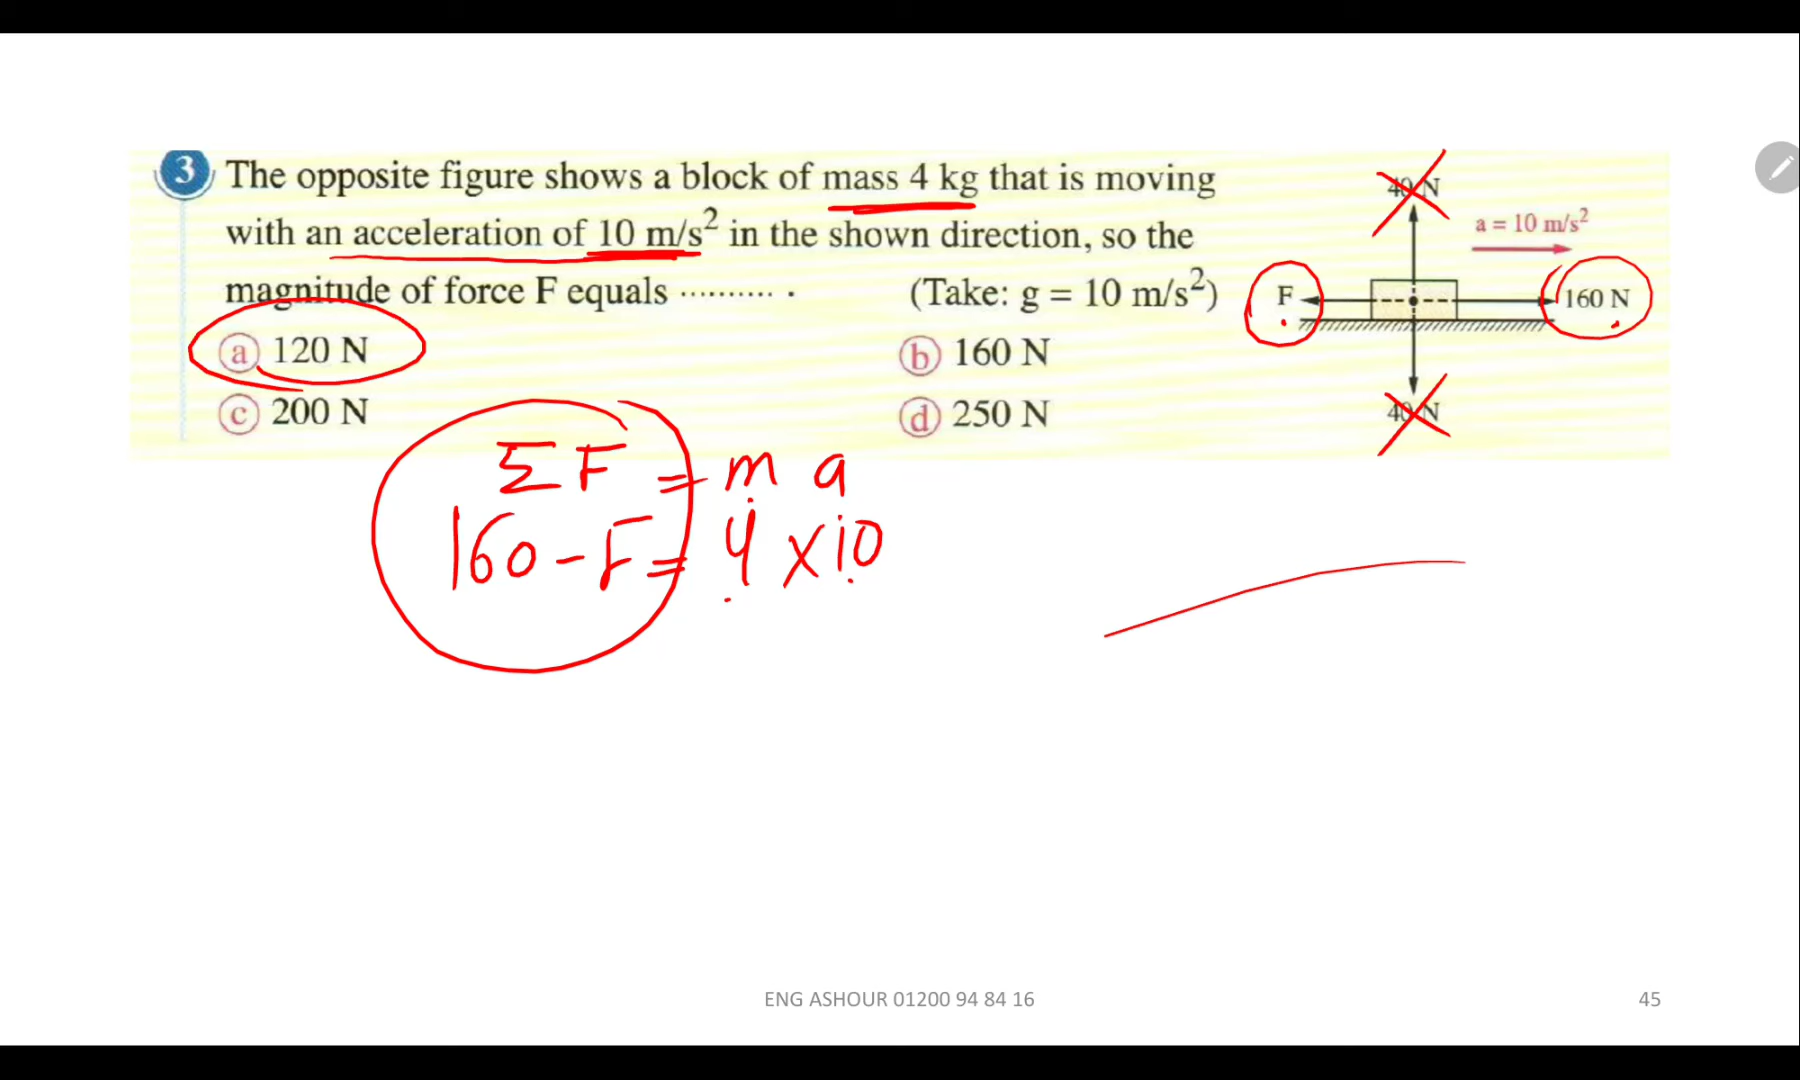 3 The opposite figure shows a block of mass 4 kg that is moving
with an acceleration of 10 m/s² in the shown direction, so the
magnitude of force F equals .......... . (Take: g = 10 m/s²)
a 120 N
b 160 N
c 200 N
d 250 N
40 N
a = 10 m/s²
F
160 N
40 N
ΣF = m a
160 - F = 4 × 10
ENG ASHOUR 01200 94 84 16
45